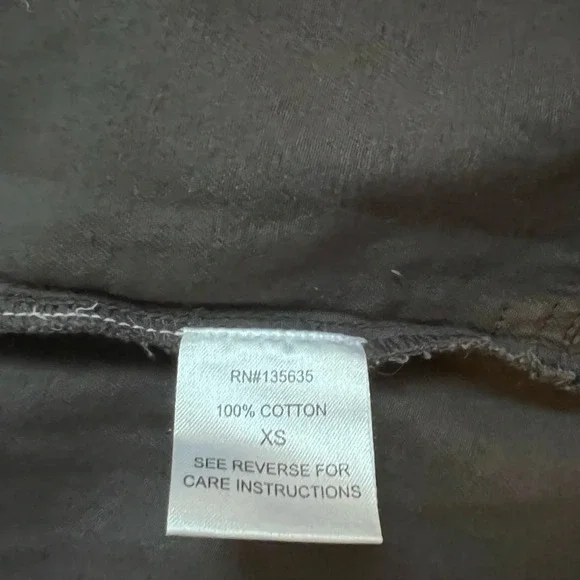 RN#135635
100% COTTON
XS
SEE REVERSE FOR
CARE INSTRUCTIONS